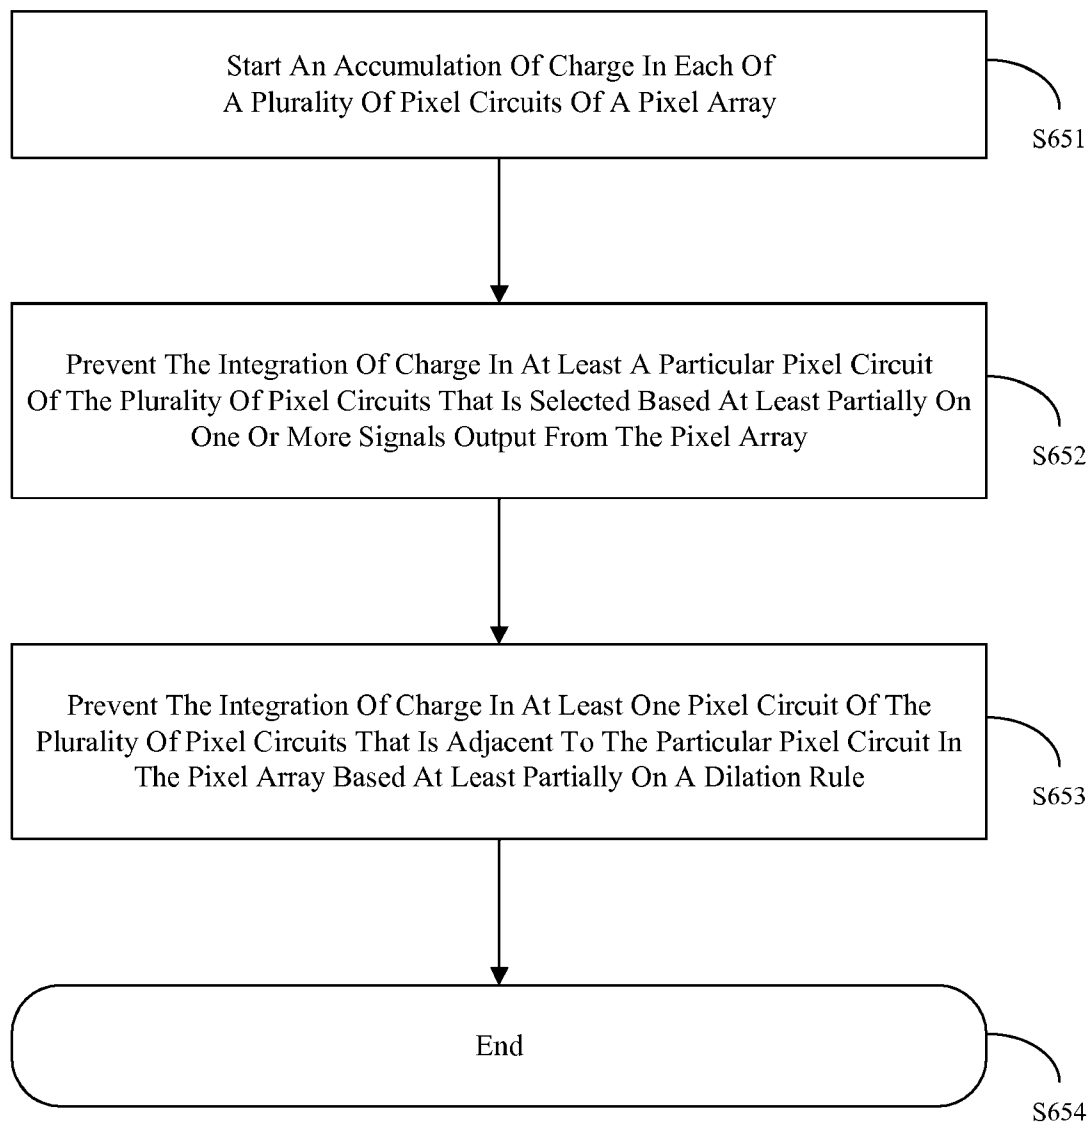 Start An Accumulation Of Charge In Each Of
A Plurality Of Pixel Circuits Of A Pixel Array
S651
Prevent The Integration Of Charge In At Least A Particular Pixel Circuit
Of The Plurality Of Pixel Circuits That Is Selected Based At Least Partially On
One Or More Signals Output From The Pixel Array
S652
Prevent The Integration Of Charge In At Least One Pixel Circuit Of The
Plurality Of Pixel Circuits That Is Adjacent To The Particular Pixel Circuit In
The Pixel Array Based At Least Partially On A Dilation Rule
S653
End
S654